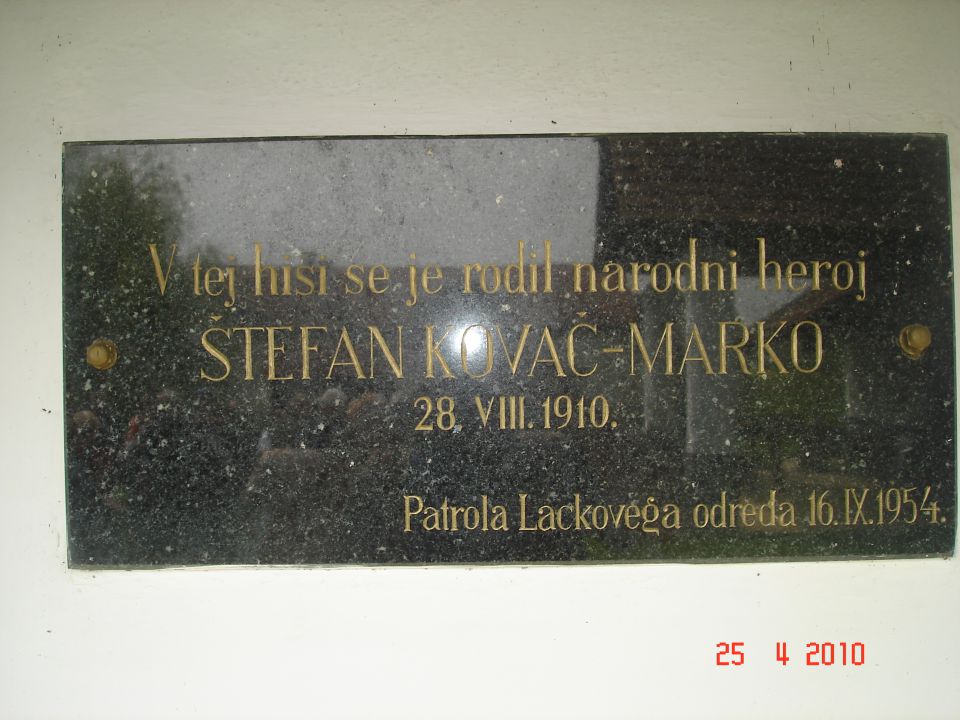 V tej hisi se je rodil narodni heroj
ŠTEFAN KOVAČ-MARKO
28. VIII. 1910.
Patrola Lackovega odreda 16. IX. 1954.
25 4 2010